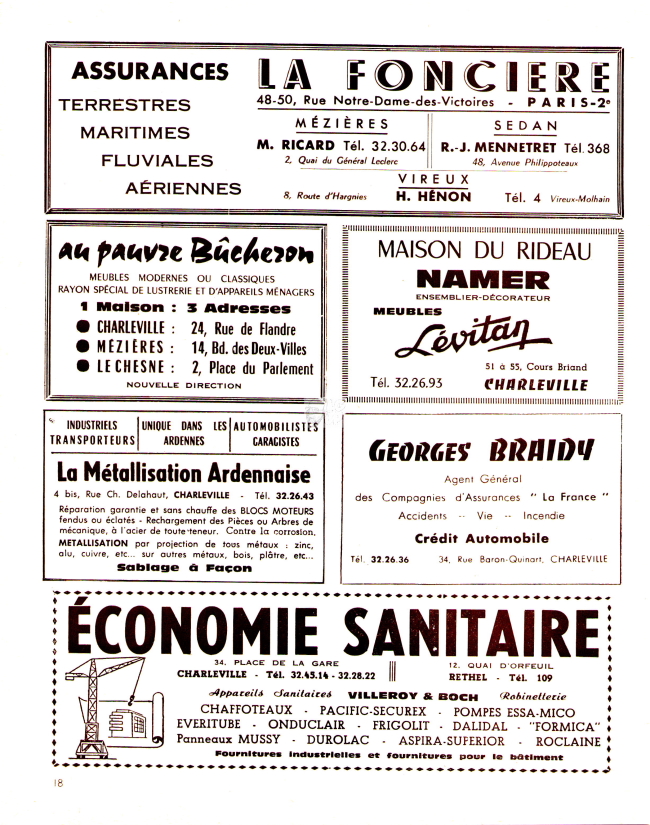 ASSURANCES
TERRESTRES
MARITIMES
FLUVIALES
AÉRIENNES
LA FONCIERE
48-50, Rue Notre-Dame-des-Victoires - PARIS-2e
MÉZIÈRES
M. RICARD Tél. 32.30.64
2, Quai du Général Leclerc
SEDAN
R.-J. MENNETRET Tél. 368
48, Avenue Philippoteaux
VIREUX
8, Route d'Hargnies H. HÉNON Tél. 4 Vireux-Molhain
au pauvre Bûcheron
MEUBLES MODERNES OU CLASSIQUES
RAYON SPÉCIAL DE LUSTRERIE ET D'APPAREILS MÉNAGERS
1 Maison : 3 Adresses
● CHARLEVILLE : 24, Rue de Flandre
● MÉZIÈRES : 14, Bd. des Deux-Villes
● LE CHESNE : 2, Place du Parlement
NOUVELLE DIRECTION
MAISON DU RIDEAU
NAMER
ENSEMBLIER-DÉCORATEUR
MEUBLES
Lévitan
51 à 55, Cours Briand
Tél. 32.26.93 CHARLEVILLE
INDUSTRIELS
TRANSPORTEURS
UNIQUE DANS LES
ARDENNES
AUTOMOBILISTES
GARAGISTES
La Métallisation Ardennaise
4 bis, Rue Ch. Delahaut, CHARLEVILLE - Tél. 32.26.43
Réparation garantie et sans chauffe des BLOCS MOTEURS
fendus ou éclatés - Rechargement des Pièces ou Arbres de
mécanique, à l'acier de toute teneur. Contre la corrosion,
METALLISATION par projection de tous métaux : zinc,
alu, cuivre, etc... sur autres métaux, bois, plâtre, etc...
Sablage à Façon
GEORGES BRAIDY
Agent Général
des Compagnies d'Assurances " La France "
Accidents -- Vie -- Incendie
Crédit Automobile
Tél. 32.26.36 34, Rue Baron-Quinart, CHARLEVILLE
ÉCONOMIE SANITAIRE
34, PLACE DE LA GARE
CHARLEVILLE - Tél. 32.45.14 - 32.28.22
12, QUAI D'ORFEUIL
RETHEL - Tél. 109
Appareils Sanitaires VILLEROY & BOCH Robinetterie
CHAFFOTEAUX - PACIFIC-SECUREX - POMPES ESSA-MICO
EVERITUBE - ONDUCLAIR - FRIGOLIT - DALIDAL - "FORMICA"
Panneaux MUSSY - DUROLAC - ASPIRA-SUPERIOR - ROCLAINE
Fournitures industrielles et fournitures pour le bâtiment
18